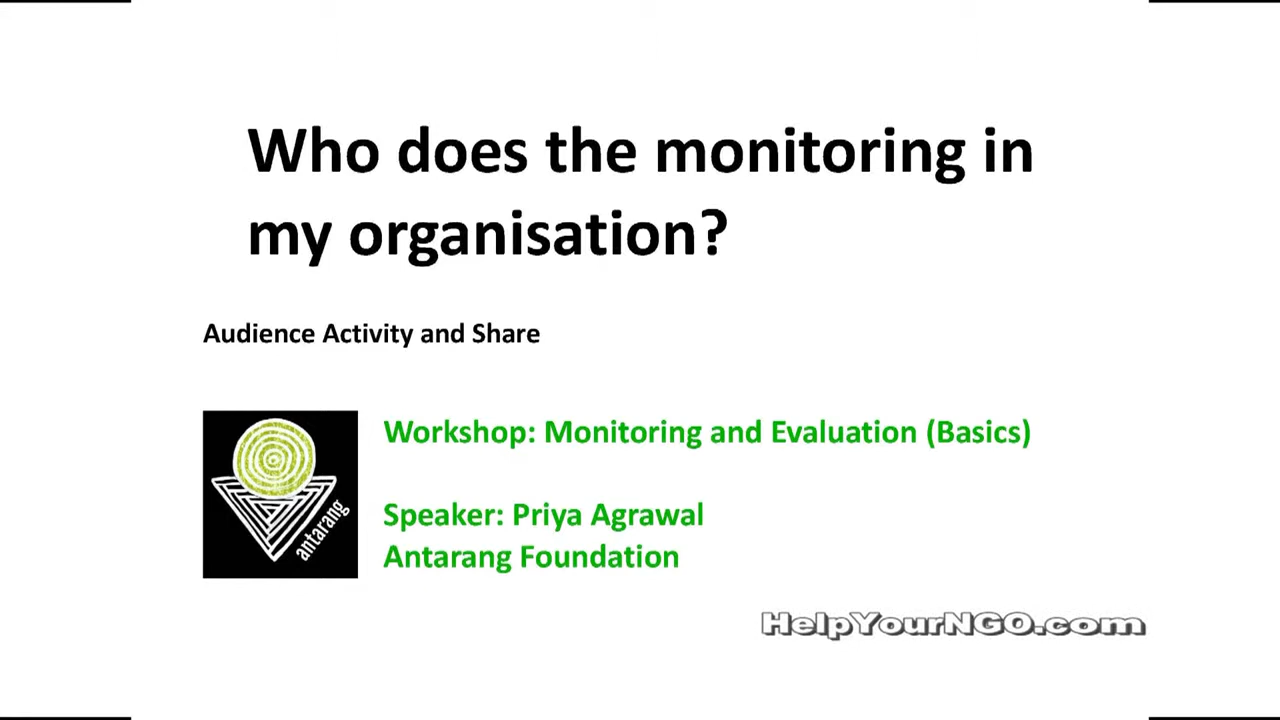 Who does the monitoring in
my organisation?
Audience Activity and Share
antarang
Workshop: Monitoring and Evaluation (Basics)
Speaker: Priya Agrawal
Antarang Foundation
HelpYourNGO.com